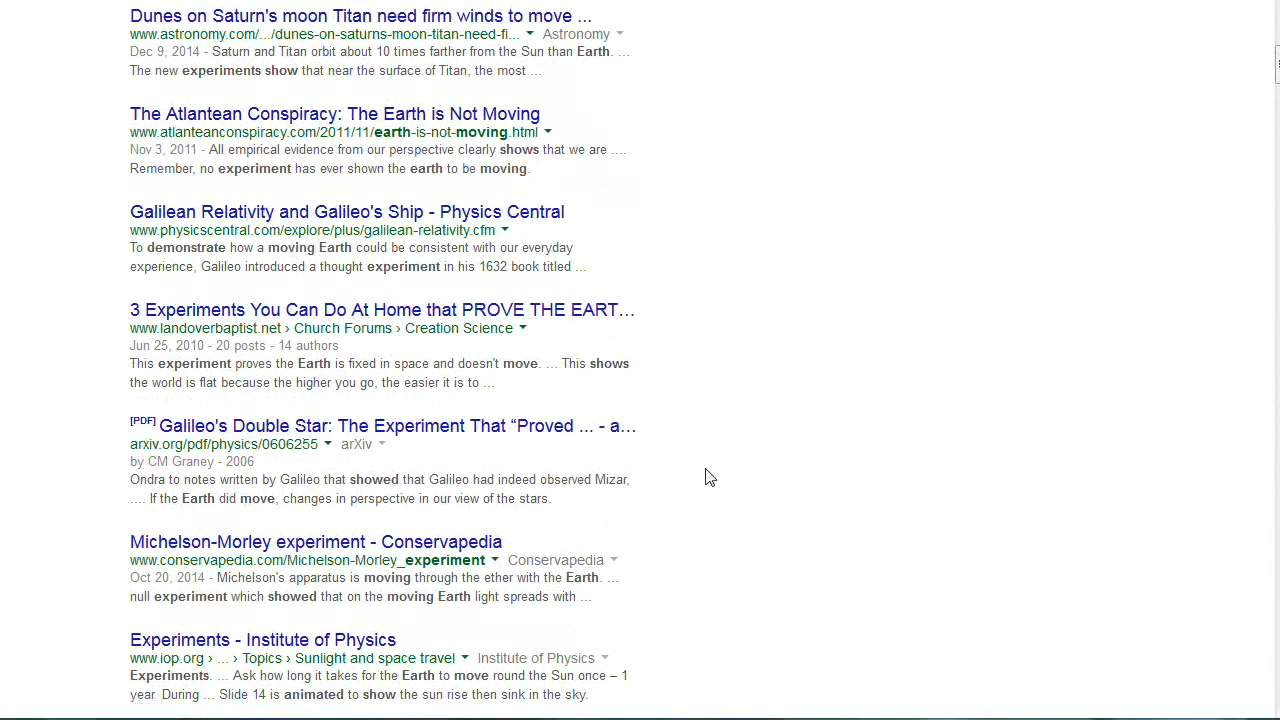 Dunes on Saturn's moon Titan need firm winds to move ...
www.astronomy.com/.../dunes-on-saturns-moon-titan-need-fi... Astronomy
Dec 9, 2014 - Saturn and Titan orbit about 10 times farther from the Sun than Earth. ...
The new experiments show that near the surface of Titan, the most ...
The Atlantean Conspiracy: The Earth is Not Moving
www.atlanteanconspiracy.com/2011/11/earth-is-not-moving.html
Nov 3, 2011 - All empirical evidence from our perspective clearly shows that we are ....
Remember, no experiment has ever shown the earth to be moving.
Galilean Relativity and Galileo's Ship - Physics Central
www.physicscentral.com/explore/plus/galilean-relativity.cfm
To demonstrate how a moving Earth could be consistent with our everyday
experience, Galileo introduced a thought experiment in his 1632 book titled ...
3 Experiments You Can Do At Home that PROVE THE EART...
www.landoverbaptist.net › Church Forums › Creation Science
Jun 25, 2010 - 20 posts - 14 authors
This experiment proves the Earth is fixed in space and doesn't move. ... This shows
the world is flat because the higher you go, the easier it is to ...
[PDF] Galileo's Double Star: The Experiment That “Proved ... - a...
arxiv.org/pdf/physics/0606255 arXiv
by CM Graney - 2006
Ondra to notes written by Galileo that showed that Galileo had indeed observed Mizar,
.... If the Earth did move, changes in perspective in our view of the stars.
Michelson-Morley experiment - Conservapedia
www.conservapedia.com/Michelson-Morley_experiment Conservapedia
Oct 20, 2014 - Michelson's apparatus is moving through the ether with the Earth. ...
null experiment which showed that on the moving Earth light spreads with ...
Experiments - Institute of Physics
www.iop.org › ... › Topics › Sunlight and space travel Institute of Physics
Experiments. ... Ask how long it takes for the Earth to move round the Sun once – 1
year. During ... Slide 14 is animated to show the sun rise then sink in the sky.